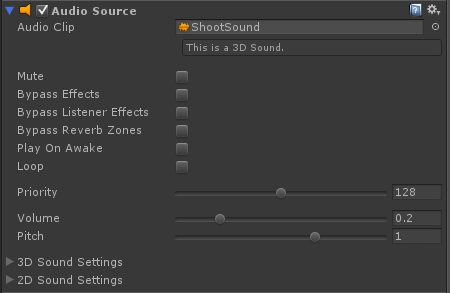 Audio Source
Audio Clip ShootSound
This is a 3D Sound.
Mute
Bypass Effects
Bypass Listener Effects
Bypass Reverb Zones
Play On Awake
Loop
Priority 128
Volume 0.2
Pitch 1
3D Sound Settings
2D Sound Settings